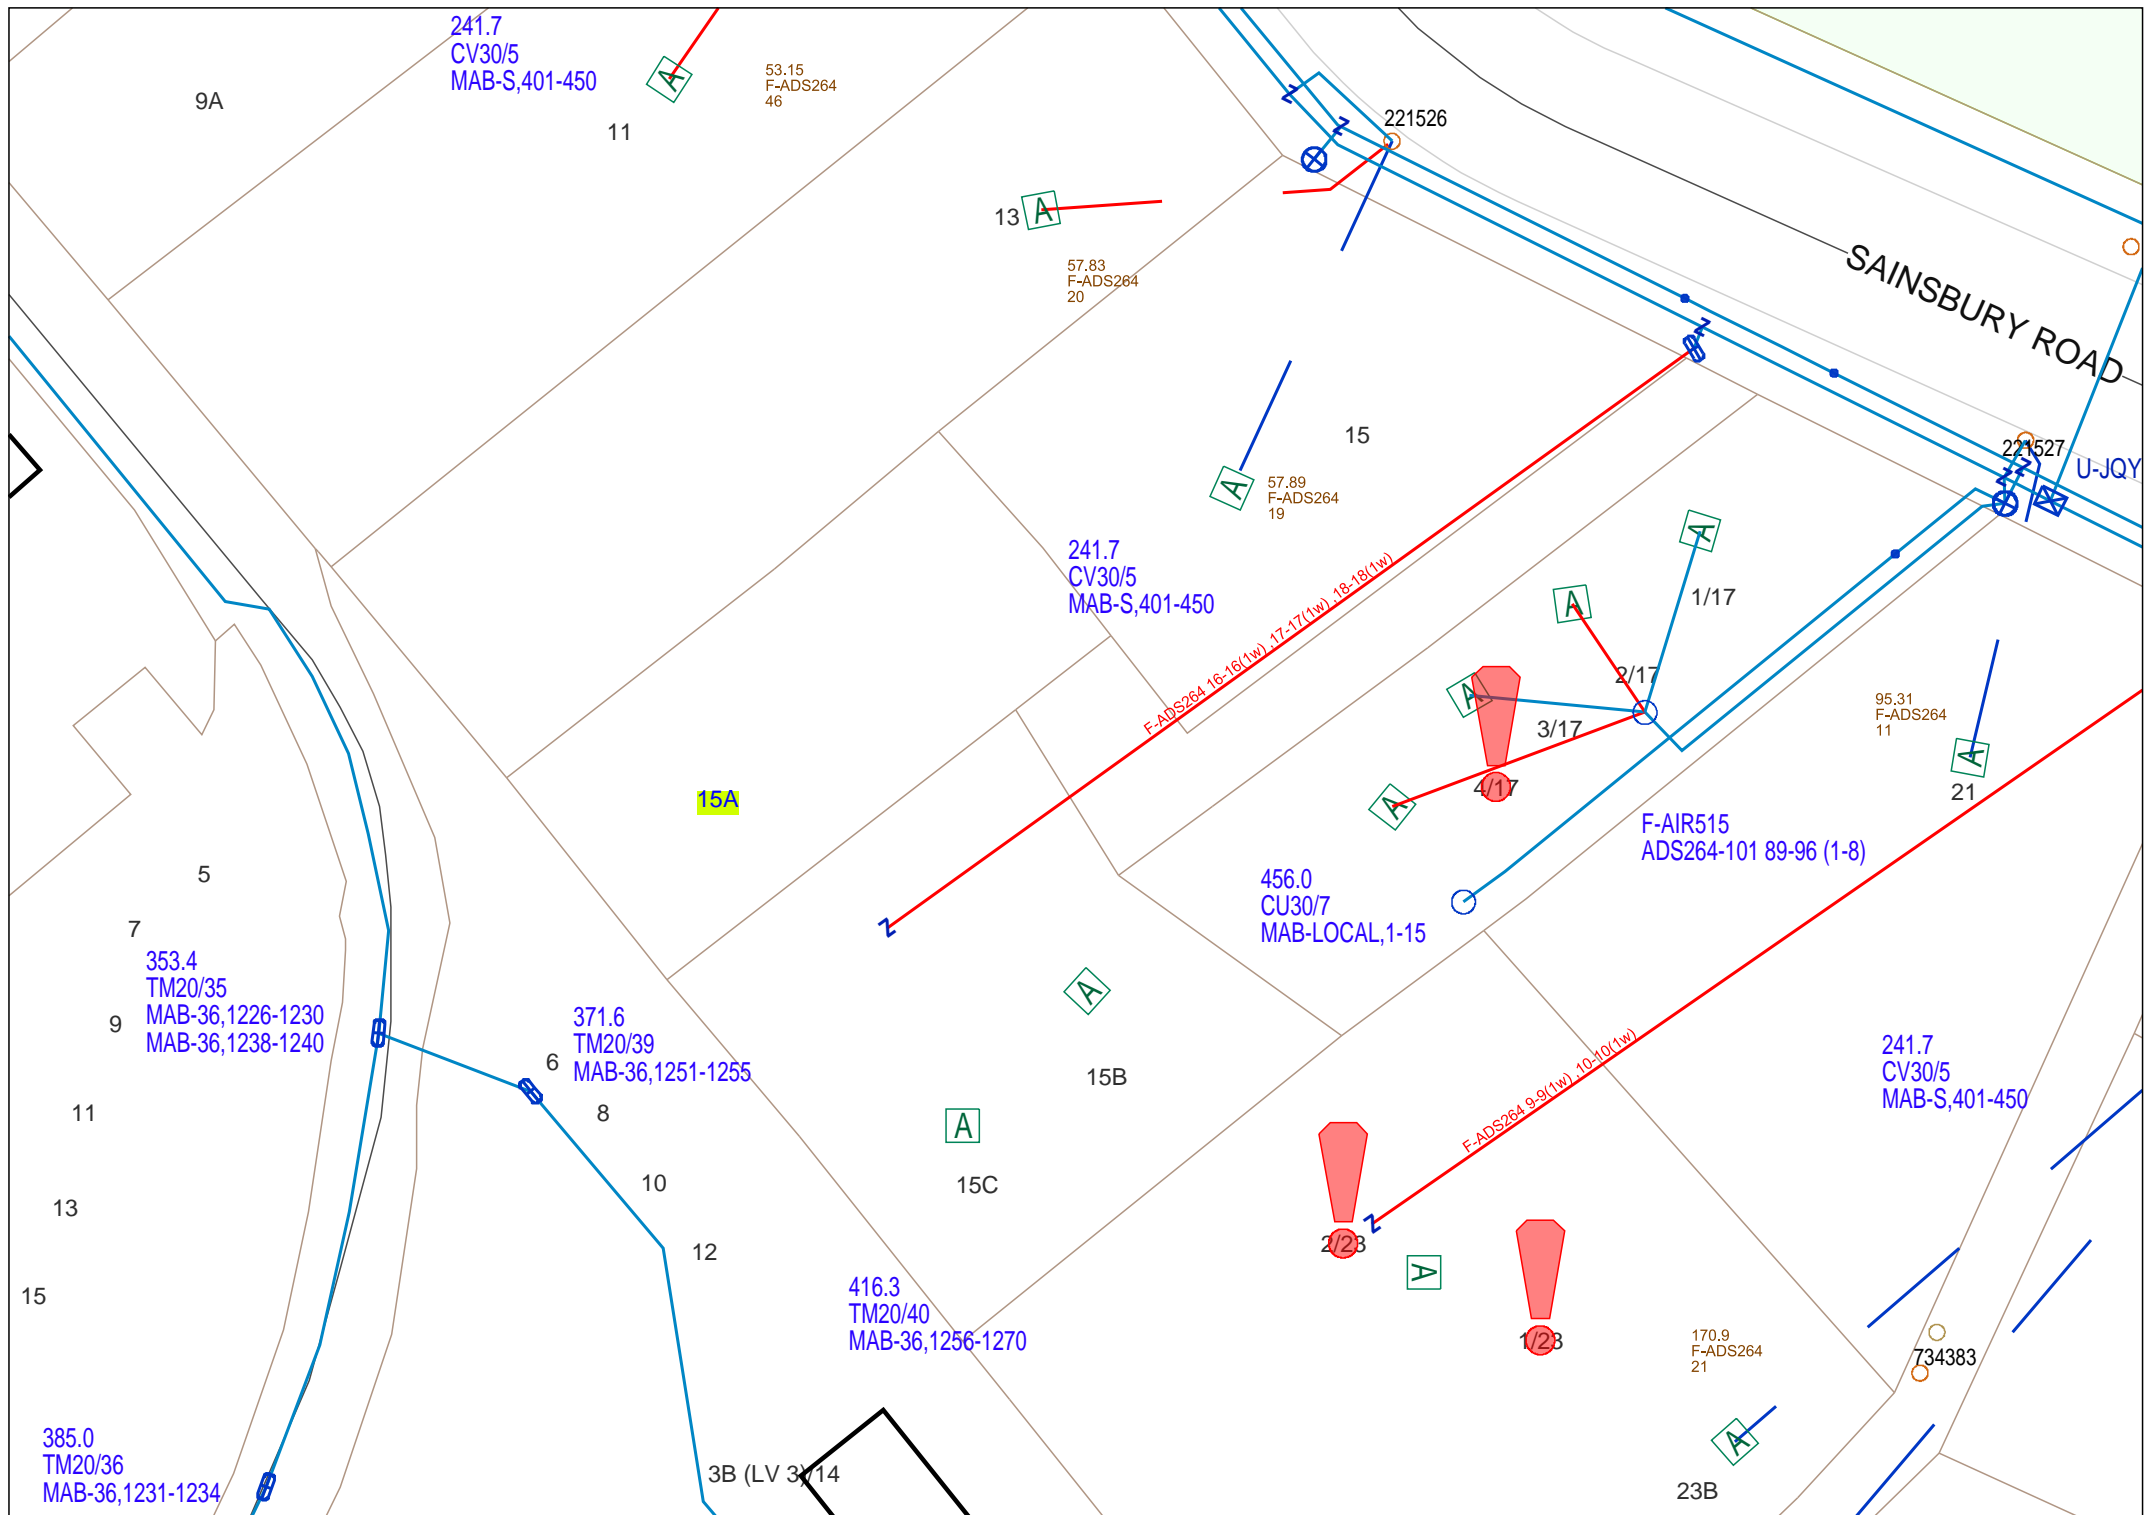 241.7
CV30/5
MAB-S,401-450
A
53.15
F-ADS264
46
9A
11
221526
A
13
57.83
F-ADS264
20
SAINSBURY ROAD
15
221527
U-JQY
A
57.89
F-ADS264
19
241.7
CV30/5
MAB-S,401-450
F-ADS264 16-16(1w) ,17-17(1w) ,18-18(1w)
A
1/17
A
2/17
A
3/17
95.31
F-ADS264
11
A
21
4/17
A
15A
F-AIR515
ADS264-101 89-96 (1-8)
456.0
CU30/7
MAB-LOCAL,1-15
5
7
353.4
TM20/35
MAB-36,1226-1230
MAB-36,1238-1240
9
A
371.6
TM20/39
MAB-36,1251-1255
6
8
15B
F-ADS264 9-9(1w) ,10-10(1w)
241.7
CV30/5
MAB-S,401-450
11
A
15C
10
13
12
2/23
A
15
416.3
TM20/40
MAB-36,1256-1270
1/23
170.9
F-ADS264
21
734383
385.0
TM20/36
MAB-36,1231-1234
3B (LV 3)/14
A
23B